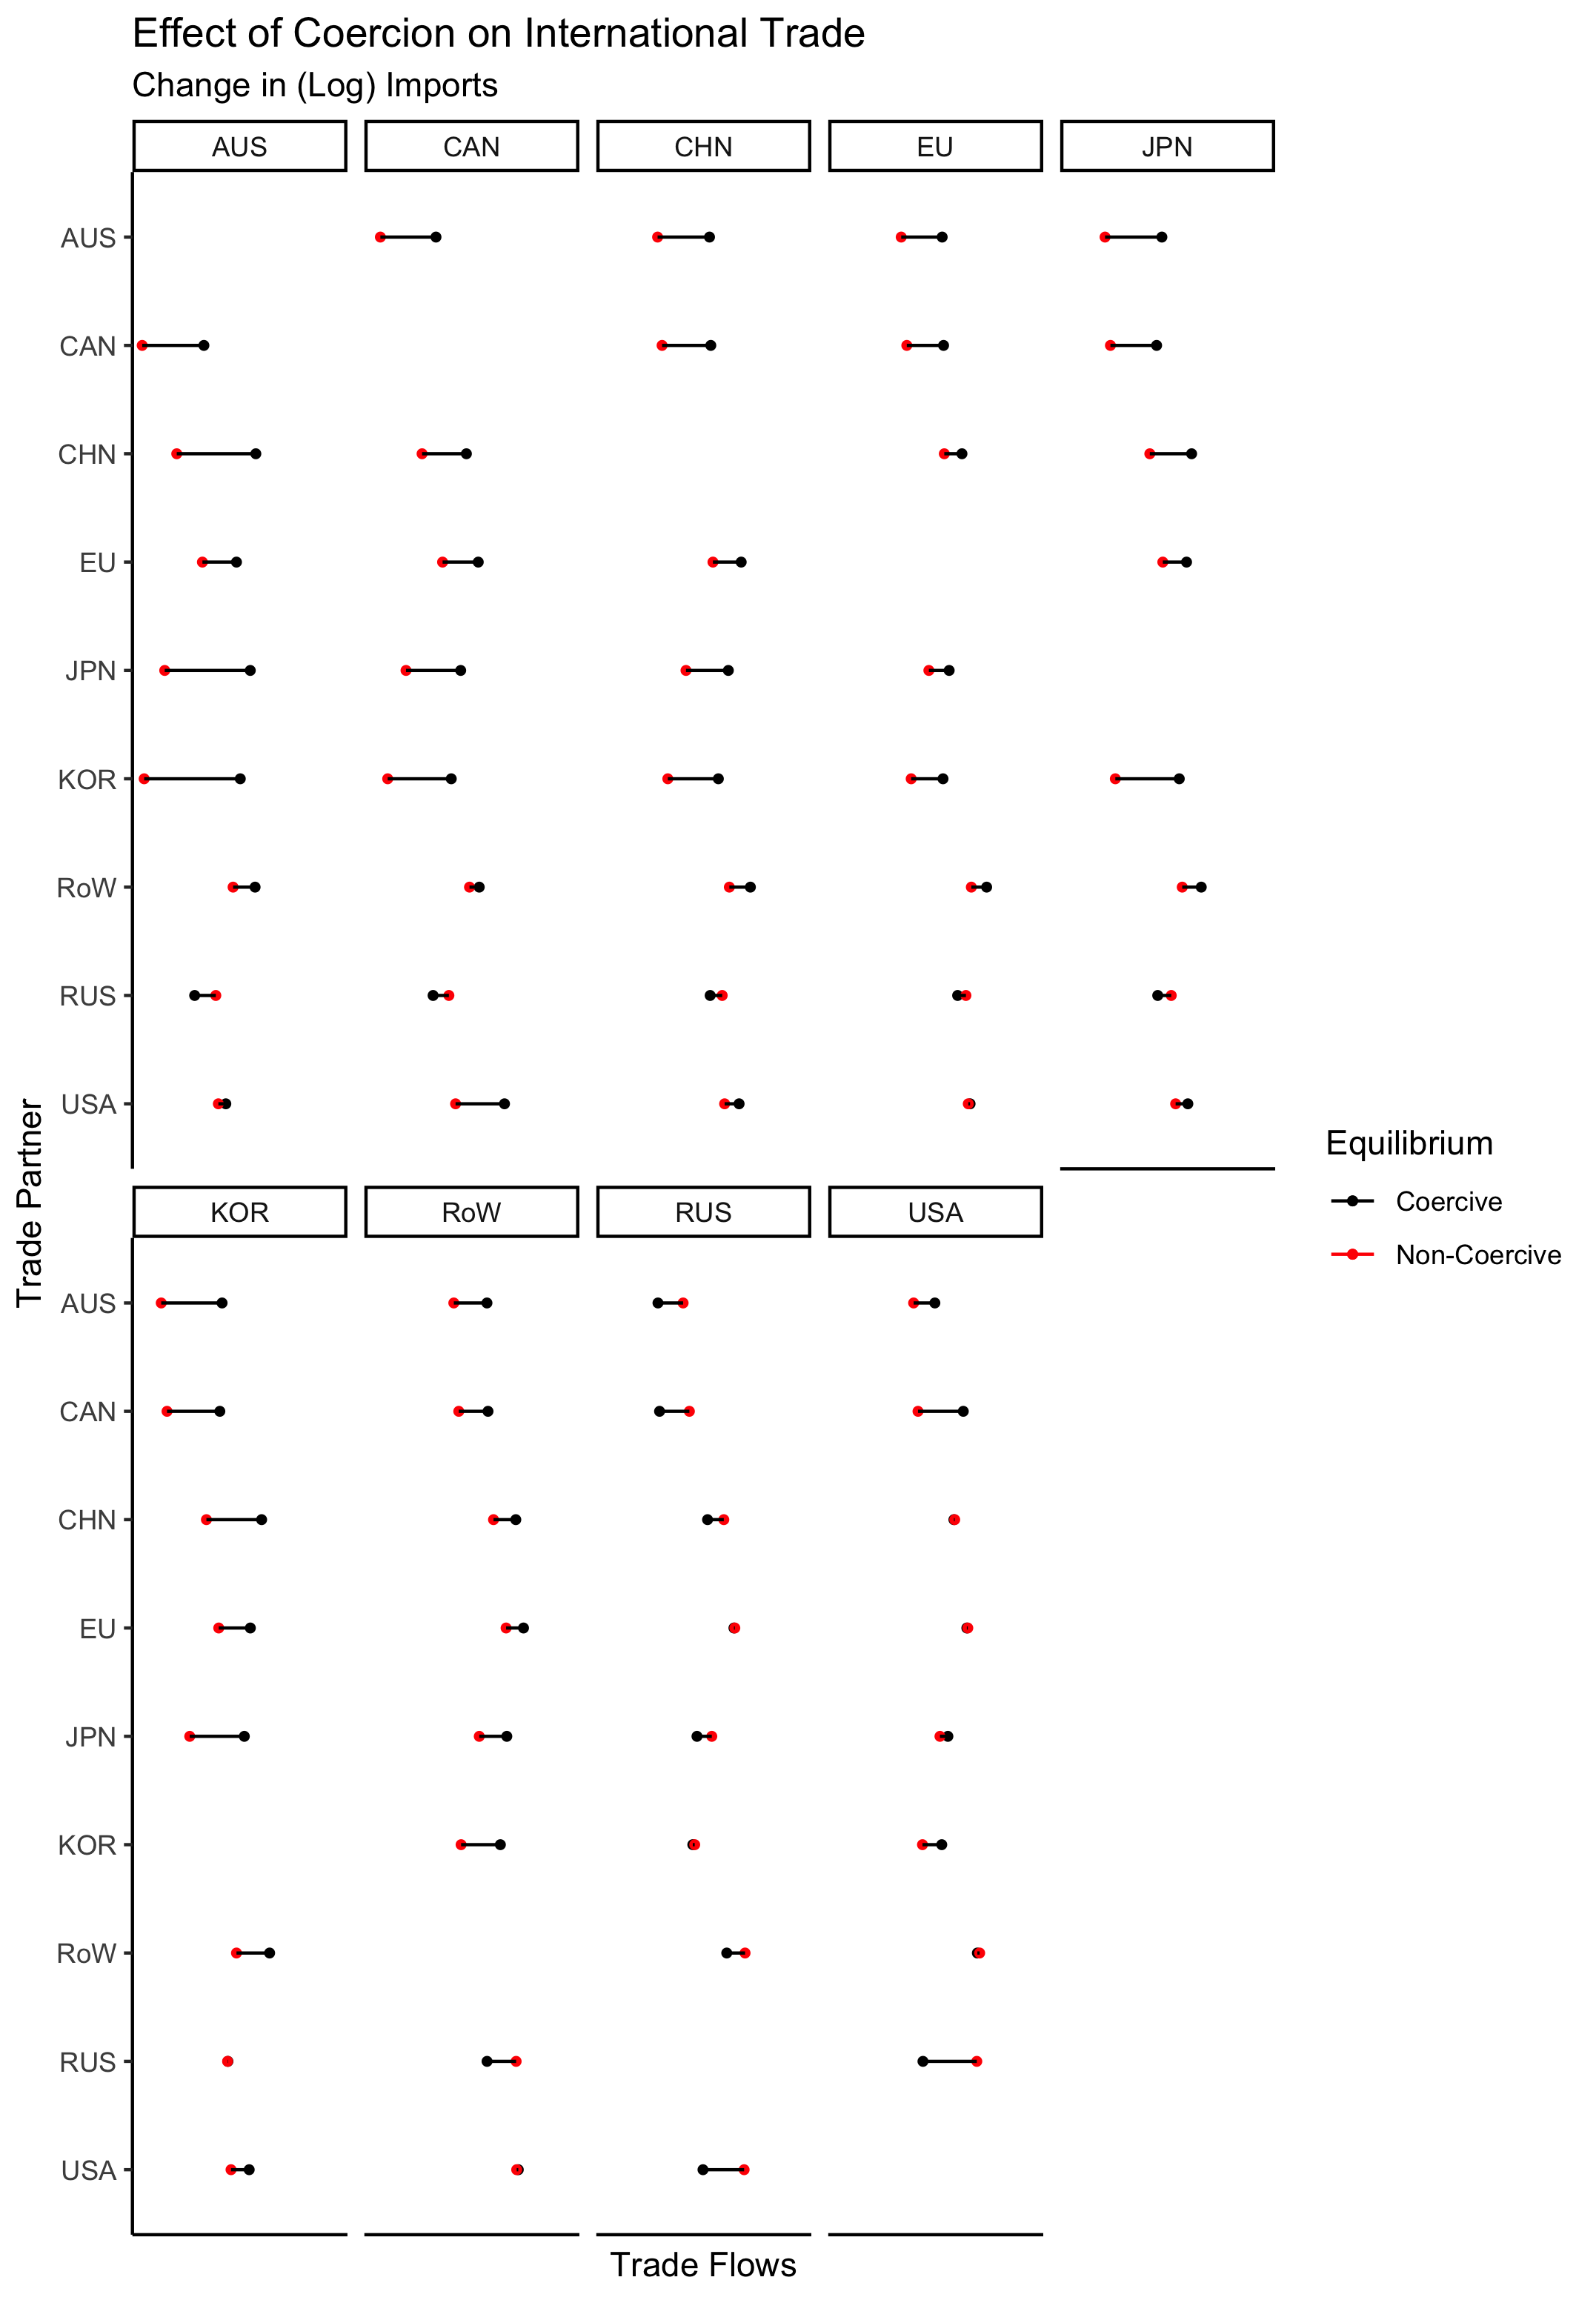 Effect of Coercion on International Trade
Change in (Log) Imports
AUS CAN CHN EU JPN
AUS
CAN
CHN
EU
JPN
KOR
RoW
RUS
USA
KOR RoW RUS USA
AUS
CAN
CHN
EU
JPN
KOR
RoW
RUS
USA
Trade Partner
Trade Flows
Equilibrium
Coercive
Non-Coercive